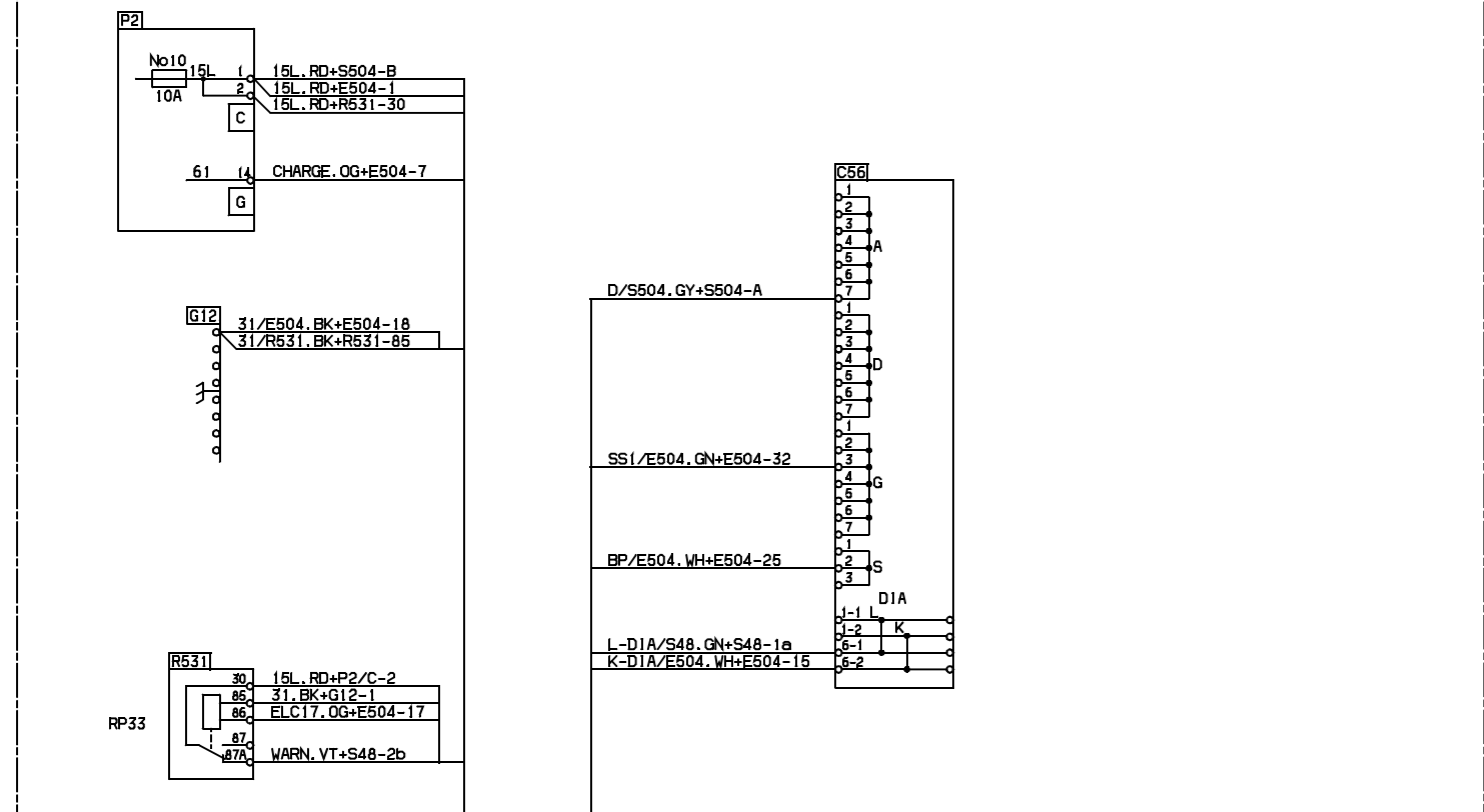 P2
No10
15L
10A
1
15L.RD+S504-B
2
15L.RD+E504-1
15L.RD+R531-30
C
61
14
CHARGE.OG+E504-7
G
G12
31/E504.BK+E504-18
31/R531.BK+R531-85
R531
RP33
30
15L.RD+P2/C-2
85
31.BK+G12-1
86
ELC17.OG+E504-17
87
87A
WARN.VT+S48-2b
C56
1
2
3
4
A
5
6
D/S504.GY+S504-A
7
1
2
3
4
D
5
6
7
1
2
SS1/E504.GN+E504-32
3
4
G
5
6
7
1
BP/E504.WH+E504-25
2
S
3
DIA
1-1 L
1-2 K
L-DIA/S48.GN+S48-1a
6-1
K-DIA/E504.WH+E504-15
6-2